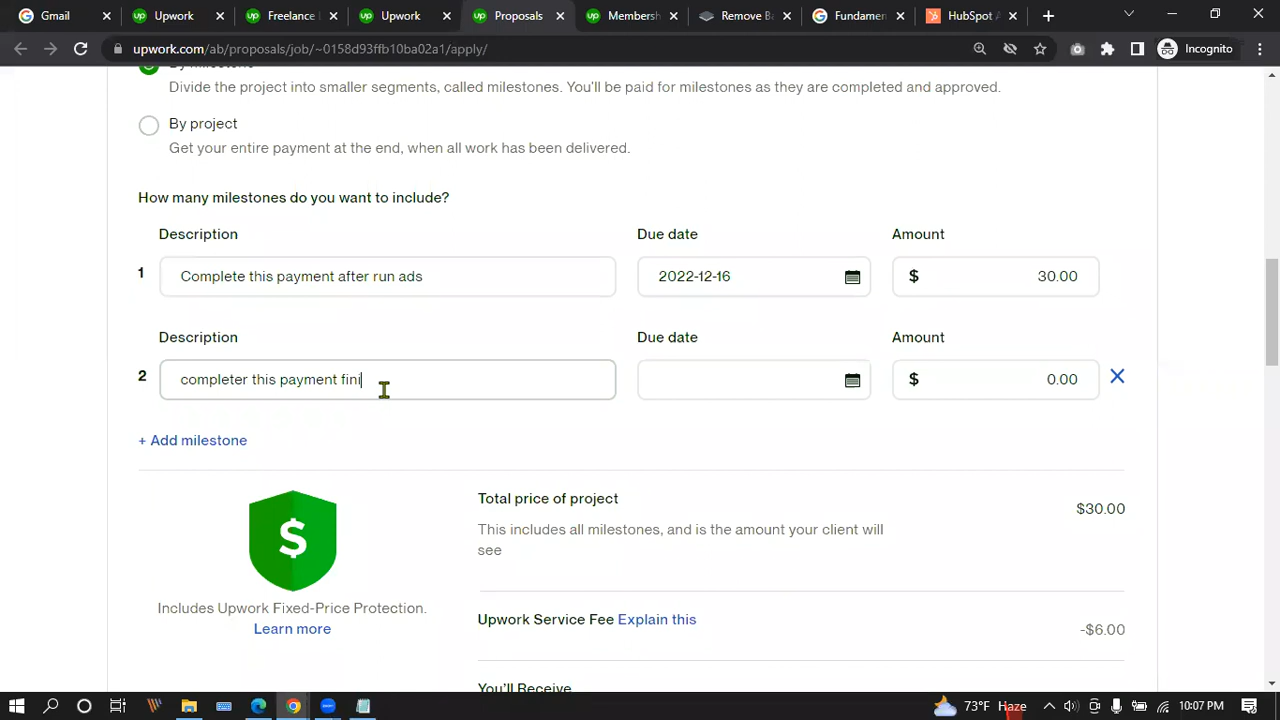 Gmail
Upwork
Freelance
Upwork
Proposals
Membersh
Remove Ba
Fundamen
HubSpot A
upwork.com/ab/proposals/job/~0158d93ffb10ba02a1/apply/
Incognito
By milestone
Divide the project into smaller segments, called milestones. You'll be paid for milestones as they are completed and approved.
By project
Get your entire payment at the end, when all work has been delivered.
How many milestones do you want to include?
Description Due date Amount
1 Complete this payment after run ads 2022-12-16 $ 30.00
Description Due date Amount
2 completer this payment fini $ 0.00
+ Add milestone
Total price of project $30.00
This includes all milestones, and is the amount your client will
see
$
Includes Upwork Fixed-Price Protection.
Learn more
Upwork Service Fee Explain this -$6.00
You'll Receive
73°F Haze 10:07 PM